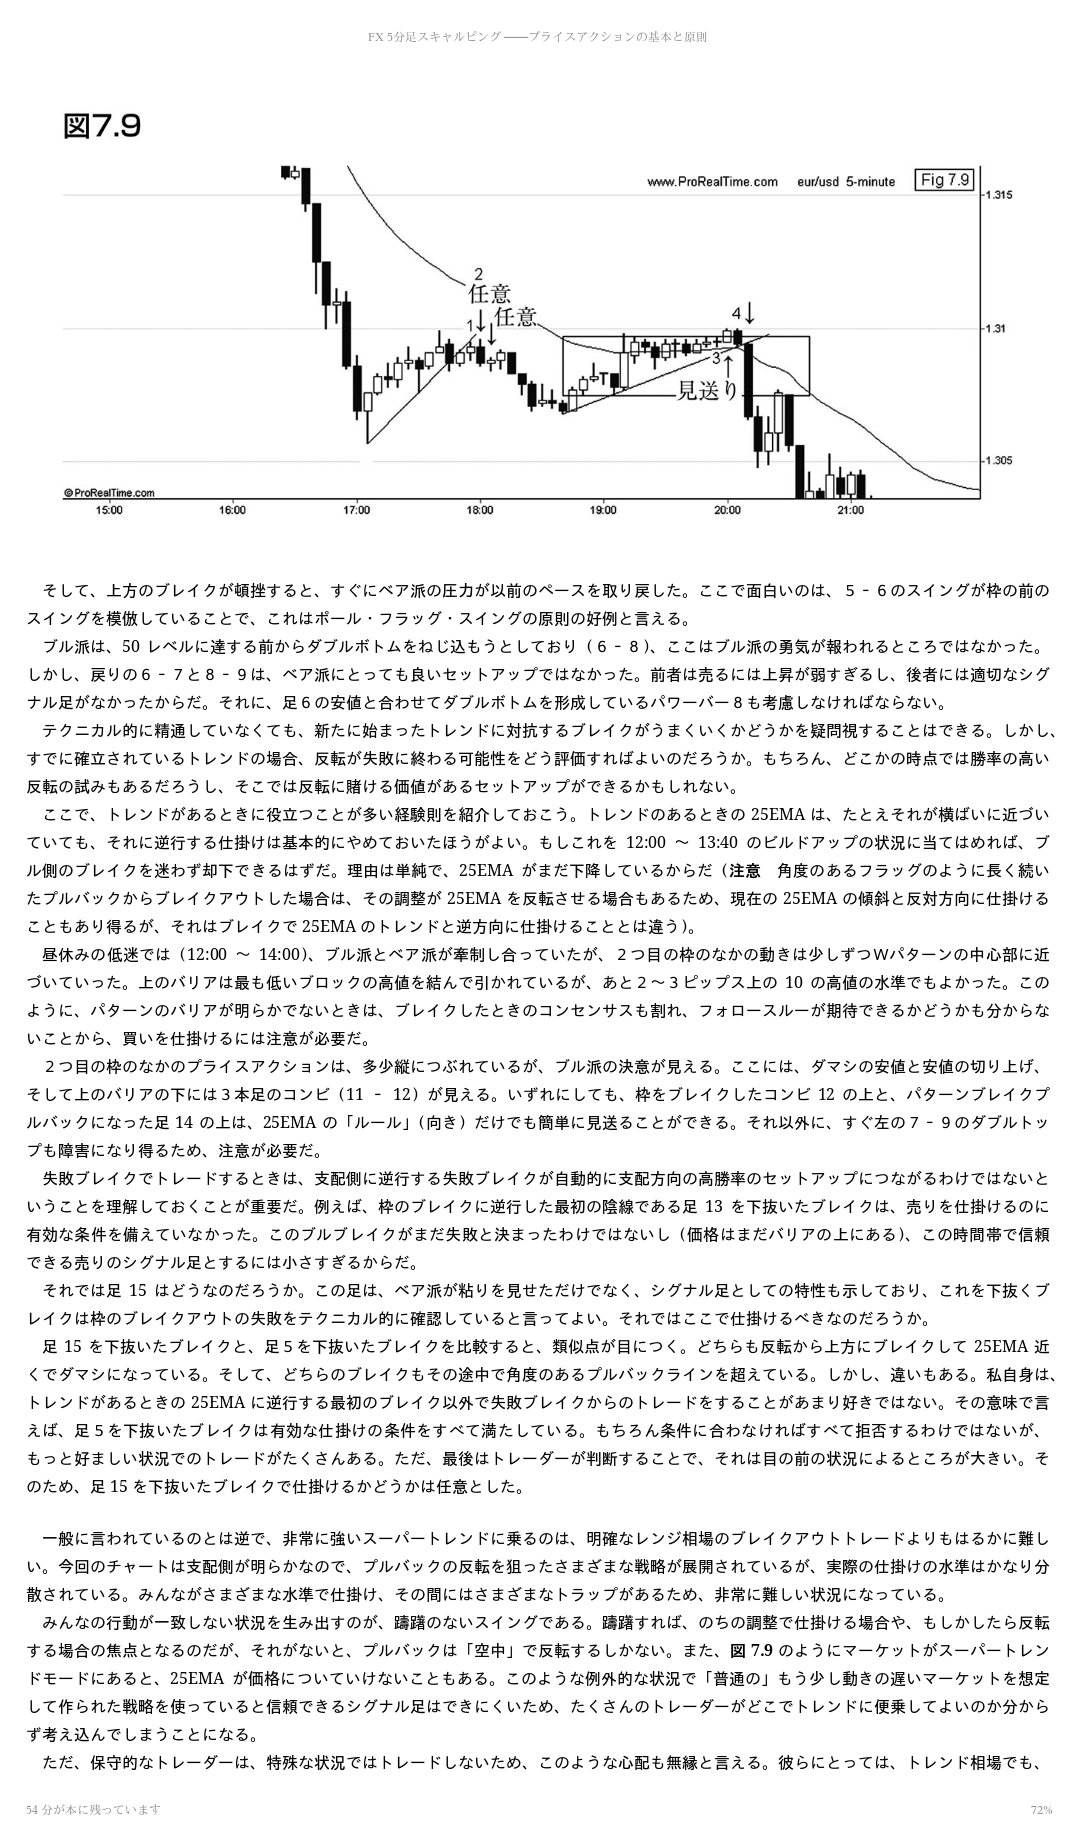 FX 5分足スキャルピング ――プライスアクションの基本と原則
図7.9
www.ProRealTime.com eur/usd 5-minute Fig 7.9
1.315
2
任意
1
任意
4
1.31
3
見送り
1.305
© ProRealTime.com
15:00 16:00 17:00 18:00 19:00 20:00 21:00
そして、上方のブレイクが頓挫すると、すぐにベア派の圧力が以前のペースを取り戻した。ここで面白いのは、５‐６のスイングが枠の前の
スイングを模倣していることで、これはポール・フラッグ・スイングの原則の好例と言える。
ブル派は、50 レベルに達する前からダブルボトムをねじ込もうとしており（６‐８）、ここはブル派の勇気が報われるところではなかった。
しかし、戻りの６‐７と８‐９は、ベア派にとっても良いセットアップではなかった。前者は売るには上昇が弱すぎるし、後者には適切なシグ
ナル足がなかったからだ。それに、足６の安値と合わせてダブルボトムを形成しているパワーバー８も考慮しなければならない。
テクニカル的に精通していなくても、新たに始まったトレンドに対抗するブレイクがうまくいくかどうかを疑問視することはできる。しかし、
すでに確立されているトレンドの場合、反転が失敗に終わる可能性をどう評価すればよいのだろうか。もちろん、どこかの時点では勝率の高い
反転の試みもあるだろうし、そこでは反転に賭ける価値があるセットアップができるかもしれない。
ここで、トレンドがあるときに役立つことが多い経験則を紹介しておこう。トレンドのあるときの 25EMA は、たとえそれが横ばいに近づい
ていても、それに逆行する仕掛けは基本的にやめておいたほうがよい。もしこれを 12:00 ～ 13:40 のビルドアップの状況に当てはめれば、ブ
ル側のブレイクを迷わず却下できるはずだ。理由は単純で、25EMA がまだ下降しているからだ（注意　角度のあるフラッグのように長く続い
たプルバックからブレイクアウトした場合は、その調整が 25EMA を反転させる場合もあるため、現在の 25EMA の傾斜と反対方向に仕掛ける
こともあり得るが、それはブレイクで 25EMA のトレンドと逆方向に仕掛けることとは違う）。
昼休みの低迷では（12:00 ～ 14:00）、ブル派とベア派が牽制し合っていたが、２つ目の枠のなかの動きは少しずつＷパターンの中心部に近
づいていった。上のバリアは最も低いブロックの高値を結んで引かれているが、あと２～３ピップス上の 10 の高値の水準でもよかった。この
ように、パターンのバリアが明らかでないときは、ブレイクしたときのコンセンサスも割れ、フォロースルーが期待できるかどうかも分からな
いことから、買いを仕掛けるには注意が必要だ。
２つ目の枠のなかのプライスアクションは、多少縦につぶれているが、ブル派の決意が見える。ここには、ダマシの安値と安値の切り上げ、
そして上のバリアの下には３本足のコンビ（11 ‐ 12）が見える。いずれにしても、枠をブレイクしたコンビ 12 の上と、パターンブレイクプ
ルバックになった足 14 の上は、25EMA の「ルール」（向き）だけでも簡単に見送ることができる。それ以外に、すぐ左の７‐９のダブルトッ
プも障害になり得るため、注意が必要だ。
失敗ブレイクでトレードするときは、支配側に逆行する失敗ブレイクが自動的に支配方向の高勝率のセットアップにつながるわけではないと
いうことを理解しておくことが重要だ。例えば、枠のブレイクに逆行した最初の陰線である足 13 を下抜いたブレイクは、売りを仕掛けるのに
有効な条件を備えていなかった。このブルブレイクがまだ失敗と決まったわけではないし（価格はまだバリアの上にある）、この時間帯で信頼
できる売りのシグナル足とするには小さすぎるからだ。
それでは足 15 はどうなのだろうか。この足は、ベア派が粘りを見せただけでなく、シグナル足としての特性も示しており、これを下抜くブ
レイクは枠のブレイクアウトの失敗をテクニカル的に確認していると言ってよい。それではここで仕掛けるべきなのだろうか。
足 15 を下抜いたブレイクと、足５を下抜いたブレイクを比較すると、類似点が目につく。どちらも反転から上方にブレイクして 25EMA 近
くでダマシになっている。そして、どちらのブレイクもその途中で角度のあるプルバックラインを超えている。しかし、違いもある。私自身は、
トレンドがあるときの 25EMA に逆行する最初のブレイク以外で失敗ブレイクからのトレードをすることがあまり好きではない。その意味で言
えば、足５を下抜いたブレイクは有効な仕掛けの条件をすべて満たしている。もちろん条件に合わなければすべて拒否するわけではないが、
もっと好ましい状況でのトレードがたくさんある。ただ、最後はトレーダーが判断することで、それは目の前の状況によるところが大きい。そ
のため、足 15 を下抜いたブレイクで仕掛けるかどうかは任意とした。
一般に言われているのとは逆で、非常に強いスーパートレンドに乗るのは、明確なレンジ相場のブレイクアウトトレードよりもはるかに難し
い。今回のチャートは支配側が明らかなので、プルバックの反転を狙ったさまざまな戦略が展開されているが、実際の仕掛けの水準はかなり分
散されている。みんながさまざまな水準で仕掛け、その間にはさまざまなトラップがあるため、非常に難しい状況になっている。
みんなの行動が一致しない状況を生み出すのが、躊躇のないスイングである。躊躇すれば、のちの調整で仕掛ける場合や、もしかしたら反転
する場合の焦点となるのだが、それがないと、プルバックは「空中」で反転するしかない。また、図 7.9 のようにマーケットがスーパートレン
ドモードにあると、25EMA が価格についていけないこともある。このような例外的な状況で「普通の」もう少し動きの遅いマーケットを想定
して作られた戦略を使っていると信頼できるシグナル足はできにくいため、たくさんのトレーダーがどこでトレンドに便乗してよいのか分から
ず考え込んでしまうことになる。
ただ、保守的なトレーダーは、特殊な状況ではトレードしないため、このような心配も無縁と言える。彼らにとっては、トレンド相場でも、
54 分が本に残っています
72%